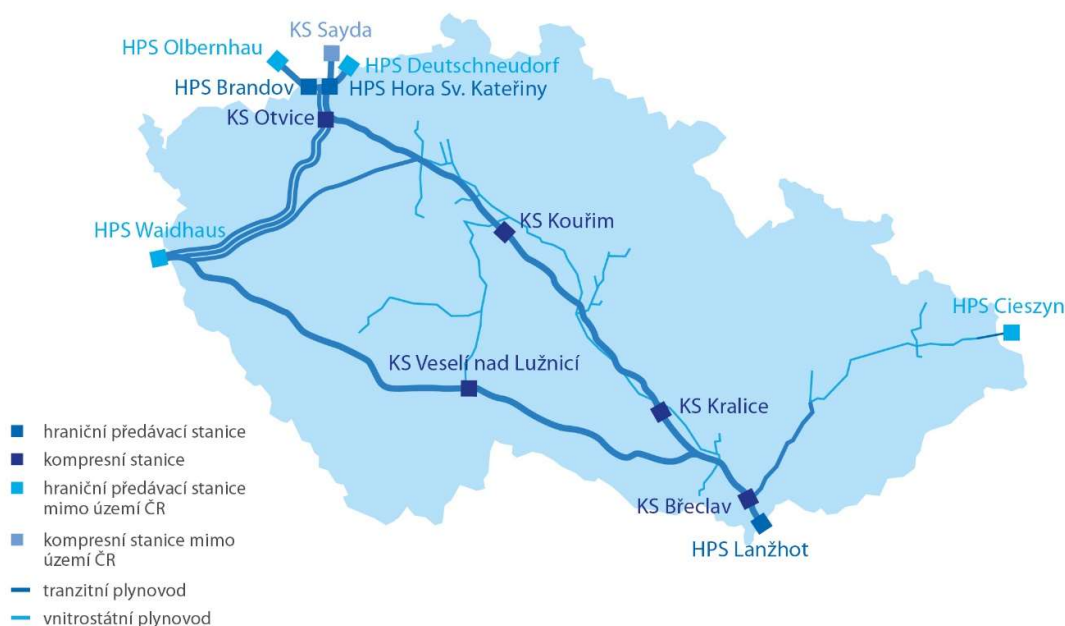 KS Sayda
HPS Olbernhau
HPS Deutschneudorf
HPS Brandov
HPS Hora Sv. Kateřiny
KS Otvice
HPS Waidhaus
KS Kouřim
HPS Cieszyn
KS Veselí nad Lužnicí
KS Kralice
KS Břeclav
HPS Lanžhot
hraniční předávací stanice
kompresní stanice
hraniční předávací stanice
mimo území ČR
kompresní stanice mimo
území ČR
tranzitní plynovod
vnitrostátní plynovod